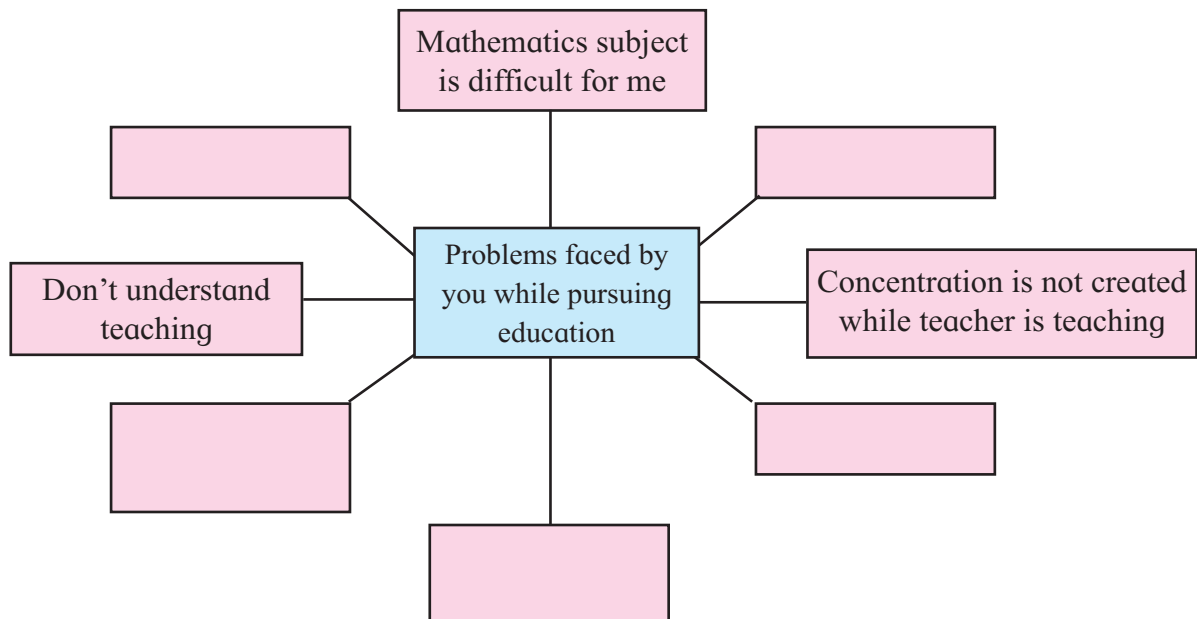 Mathematics subject
is difficult for me
Problems faced by
you while pursuing
education
Don’t understand
teaching
Concentration is not created
while teacher is teaching